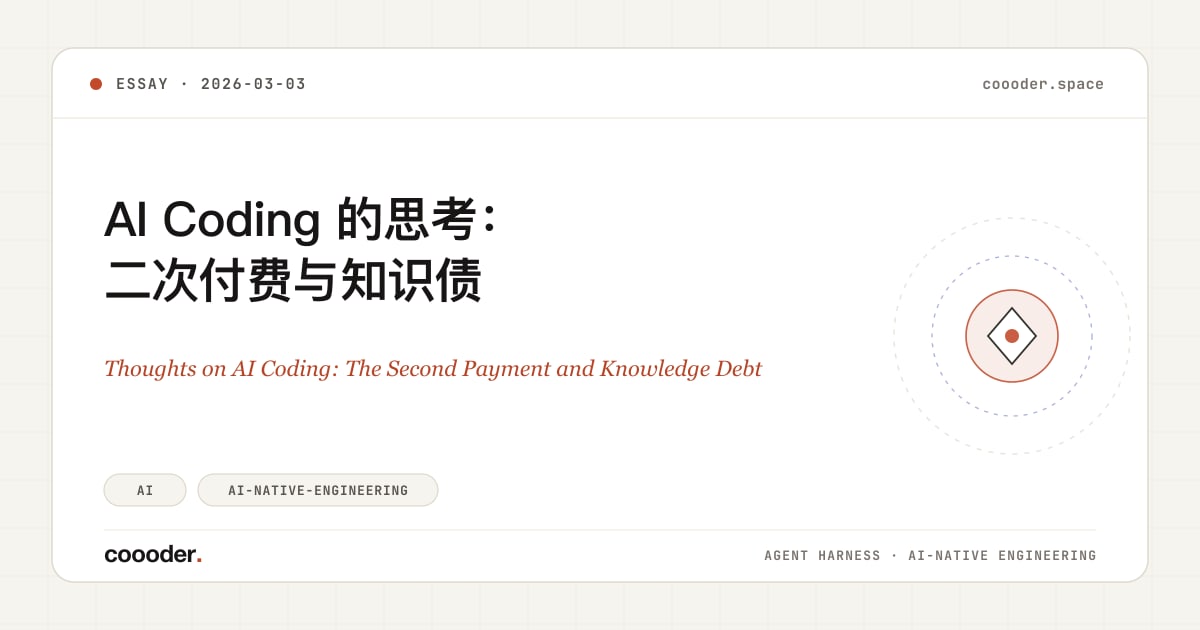 ESSAY · 2026-03-03
coooder.space
AI Coding 的思考：
二次付费与知识债
Thoughts on AI Coding: The Second Payment and Knowledge Debt
AI
AI-NATIVE-ENGINEERING
coooder.
AGENT HARNESS · AI-NATIVE ENGINEERING